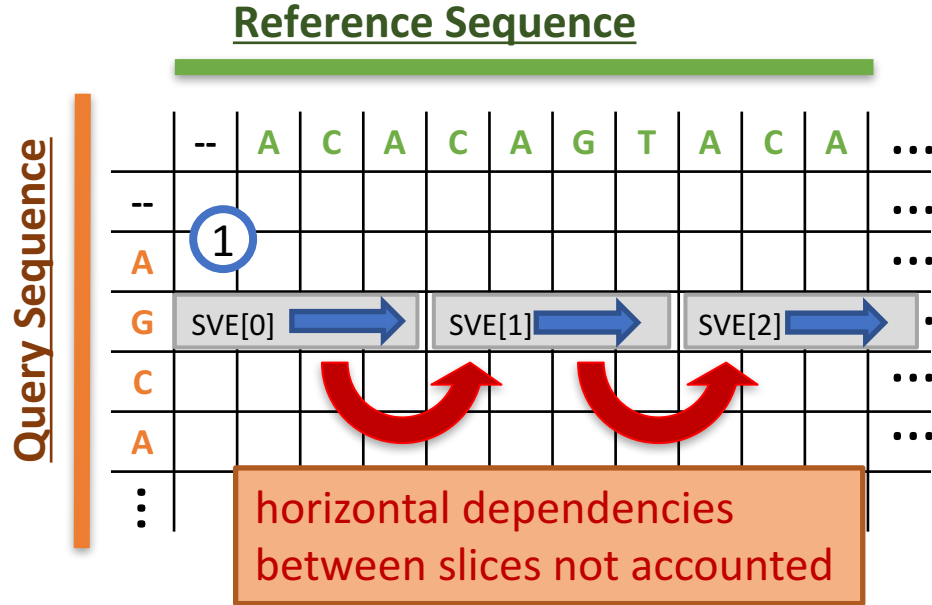 Reference Sequence
Query Sequence
-- A C A C A G T A C A ...
-- ...
1
A ...
G SVE[0] SVE[1] SVE[2] .
C ...
A ...
⋮
horizontal dependencies
between slices not accounted